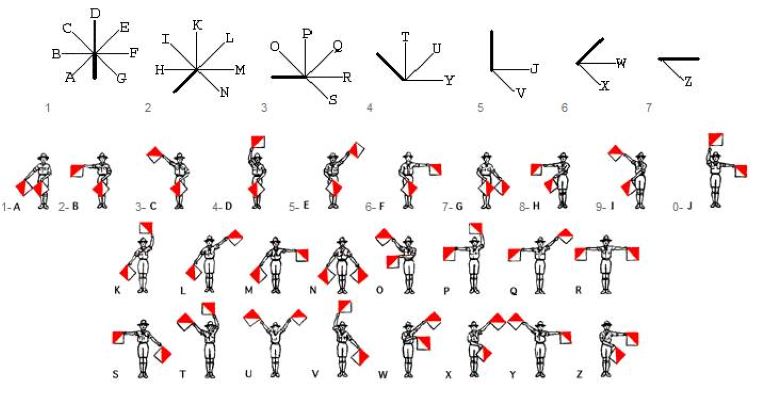 D
C E
B F
A G
1
K
I L
H M
N
2
P
O Q
R
S
3
T
U
Y
4
J
V
5
W
X
6
Z
7
1- A 2- B 3- C 4- D 5- E 6- F 7- G 8- H 9- I 0- J
K L M N O P Q R
S T U V W X Y Z